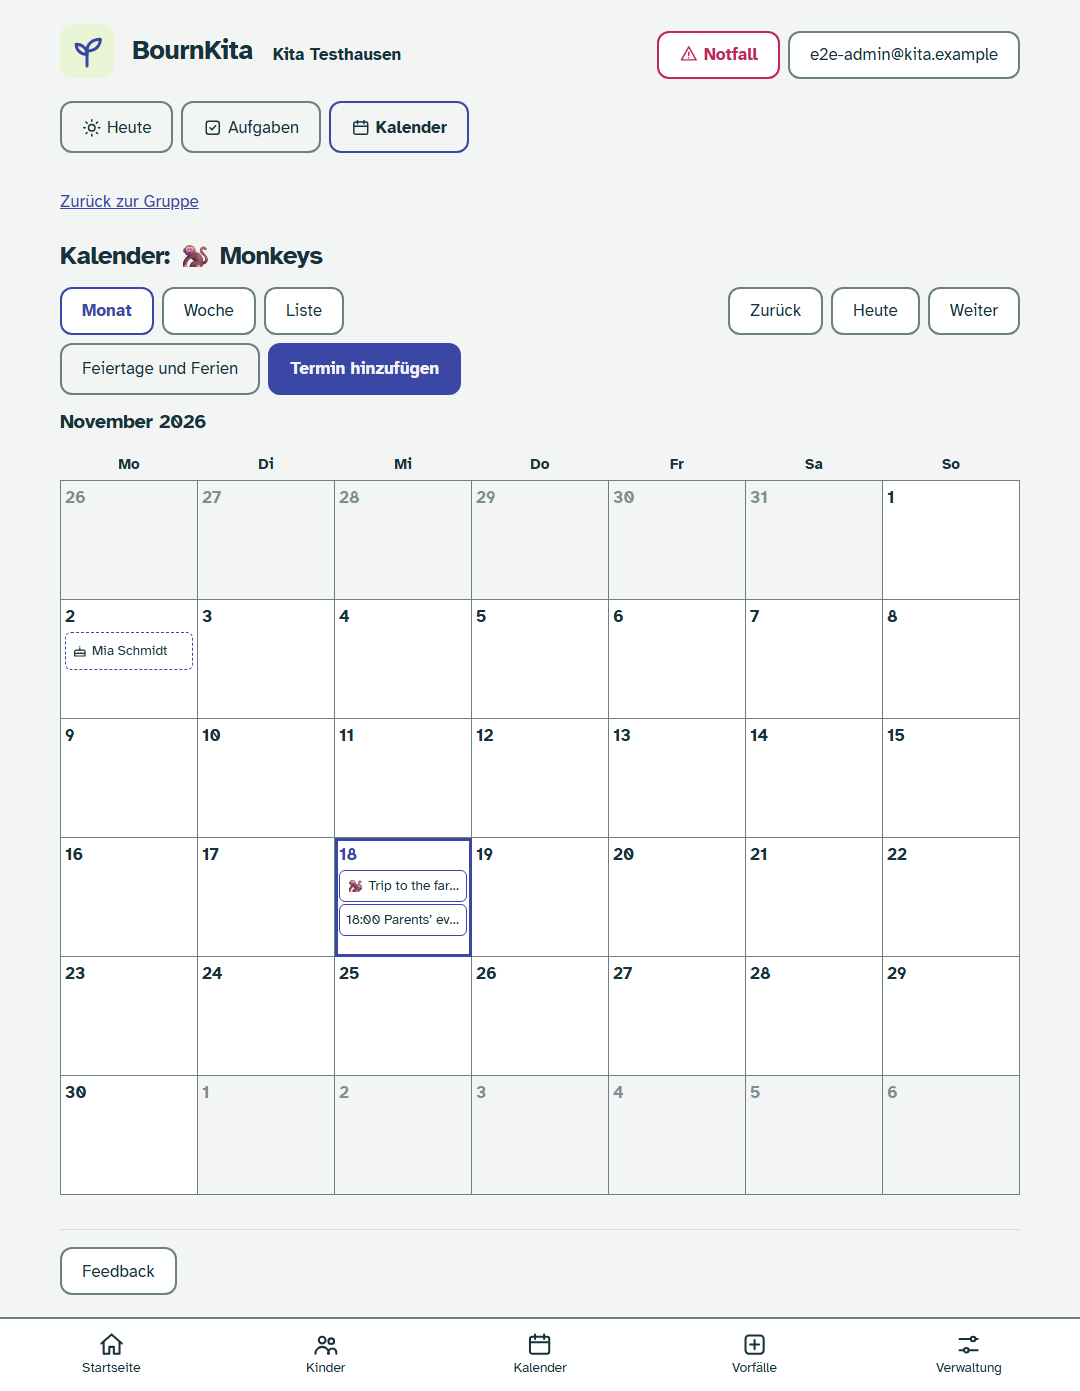 BournKita Kita Testhausen Notfall e2e-admin@kita.example
Heute Aufgaben Kalender
Zurück zur Gruppe
Kalender: Monkeys
Monat Woche Liste Zurück Heute Weiter
Feiertage und Ferien Termin hinzufügen
November 2026
Mo Di Mi Do Fr Sa So
26 27 28 29 30 31 1
2 3 4 5 6 7 8
Mia Schmidt
9 10 11 12 13 14 15
16 17 18 19 20 21 22
Trip to the far...
18:00 Parents' ev...
23 24 25 26 27 28 29
30 1 2 3 4 5 6
Feedback
Startseite Kinder Kalender Vorfälle Verwaltung